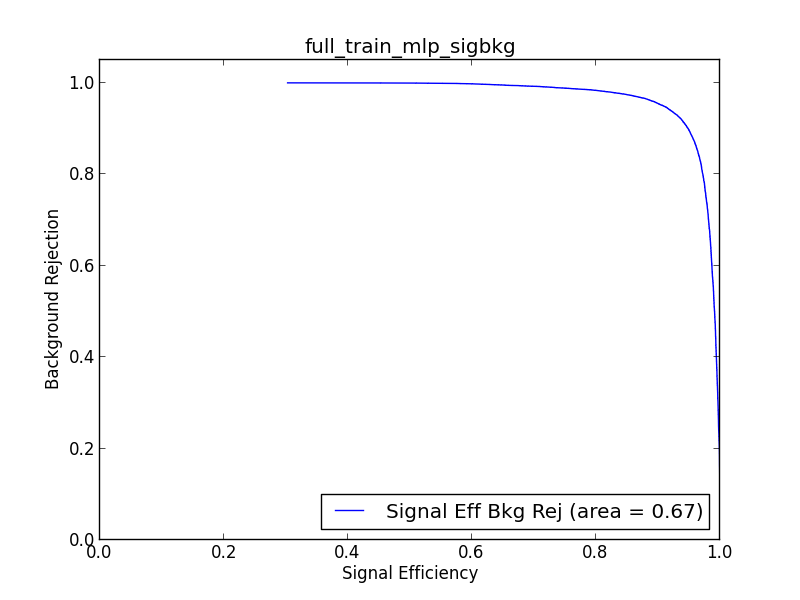 full_train_mlp_sigbkg
1.0
0.8
0.6
0.4
0.2
0.0
Background Rejection
Signal Eff Bkg Rej (area = 0.67)
0.0 0.2 0.4 0.6 0.8 1.0
Signal Efficiency